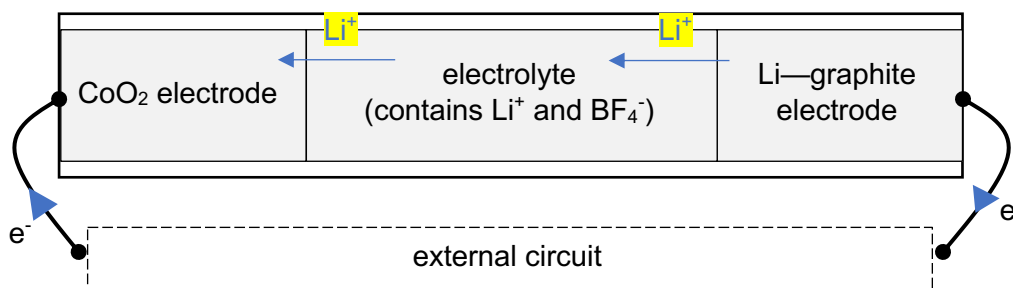 Li⁺ Li⁺
CoO₂ electrode
electrolyte
(contains Li⁺ and BF₄⁻)
Li—graphite
electrode
e⁻
e
external circuit